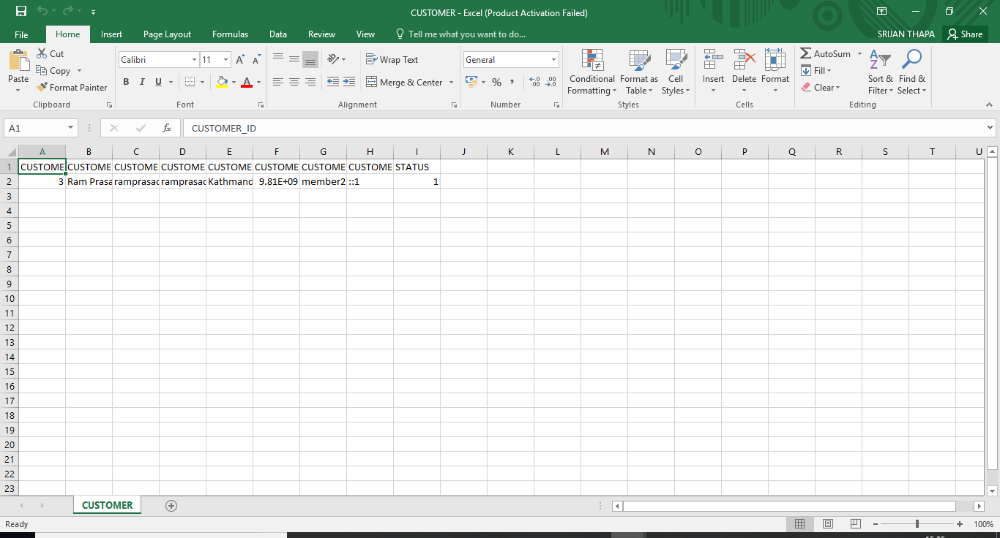 CUSTOMER - Excel (Product Activation Failed)
File Home Insert Page Layout Formulas Data Review View Tell me what you want to do... SRIJAN THAPA Share
Cut
Copy
Format Painter
Paste
Clipboard
Calibri 11 A A
B I U A
Font
Wrap Text
Merge & Center
Alignment
General
% , .0 .00 .00 .0
Number
Conditional Formatting
Format as Table
Cell Styles
Styles
Insert Delete Format
Cells
AutoSum
Fill
Clear
Sort & Filter
Find & Select
Editing
A1 fx CUSTOMER_ID
A B C D E F G H I J K L M N O P Q R S T U
1 CUSTOME CUSTOME CUSTOME CUSTOME CUSTOME CUSTOME CUSTOME CUSTOME STATUS
2 3 Ram Prasa ramprasad ramprasad Kathmand 9.81E+09 member2 ::1 1
3
4
5
6
7
8
9
10
11
12
13
14
15
16
17
18
19
20
21
22
23
CUSTOMER
Ready 100%